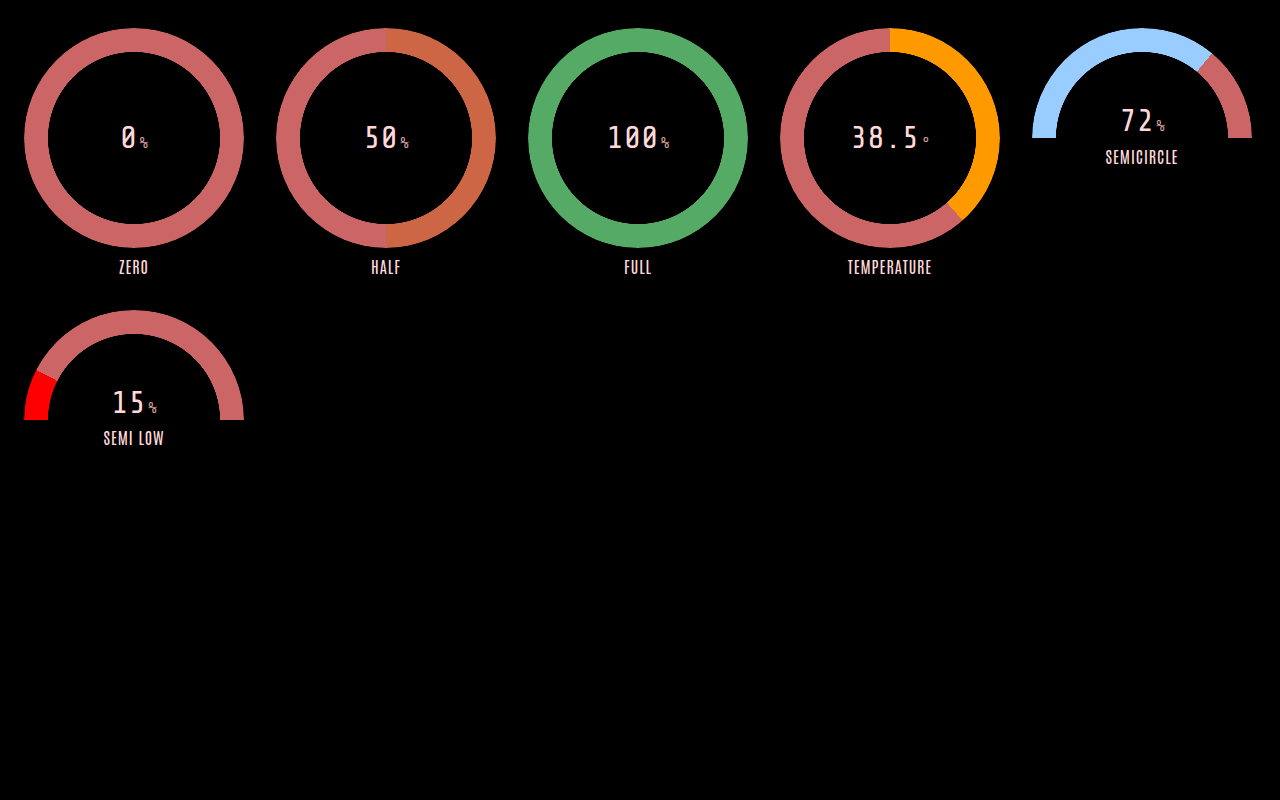 0%
ZERO
50%
HALF
100%
FULL
38.5°
TEMPERATURE
72%
SEMICIRCLE
15%
SEMI LOW